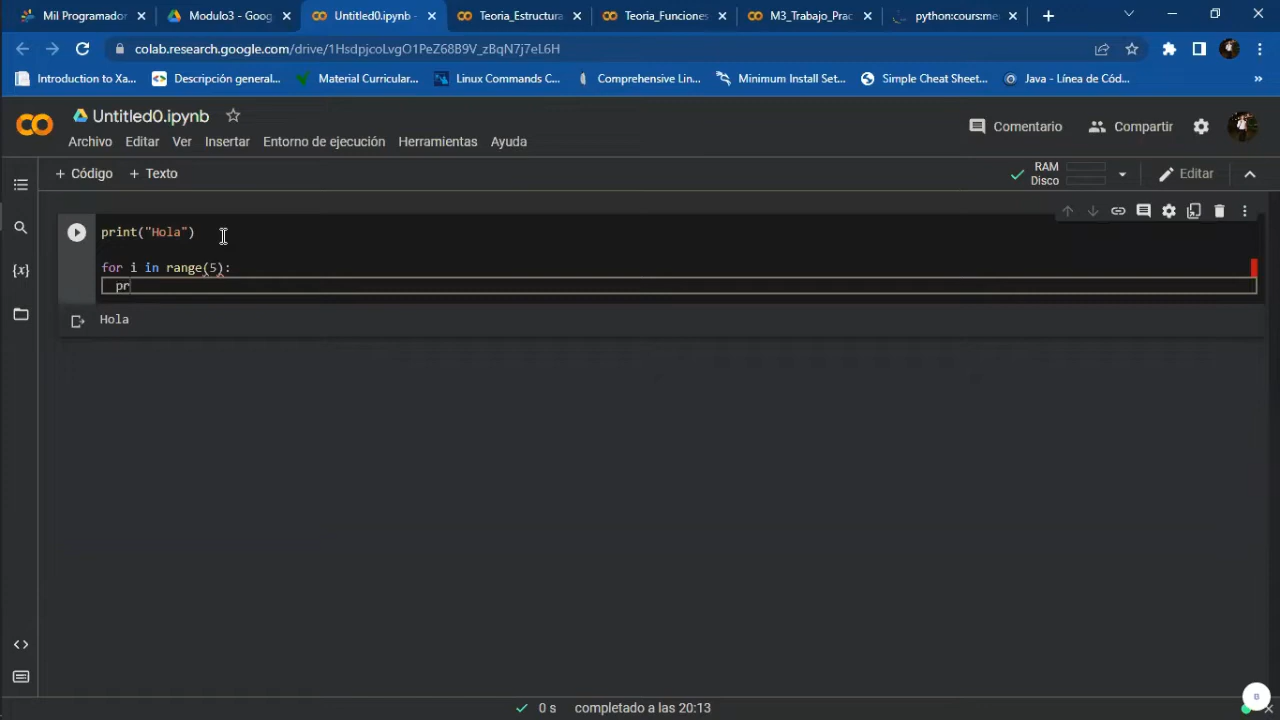 Mil Programador
Modulo3 - Goog
Untitled0.ipynb -
Teoria_Estructura
Teoria_Funciones
M3_Trabajo_Prac
python:cours:me
colab.research.google.com/drive/1HsdpjcoLvgO1PeZ68B9V_zBqN7j7eL6H
Introduction to Xa...
Descripción general...
Material Curricular...
Linux Commands C...
Comprehensive Lin...
Minimum Install Set...
Simple Cheat Sheet...
Java - Línea de Cód...
»
Untitled0.ipynb
Archivo Editar Ver Insertar Entorno de ejecución Herramientas Ayuda
Comentario Compartir
+ Código + Texto
RAM
Disco
Editar
print("Hola")
for i in range(5):
pr
Hola
{x}
<>
0 s completado a las 20:13
B